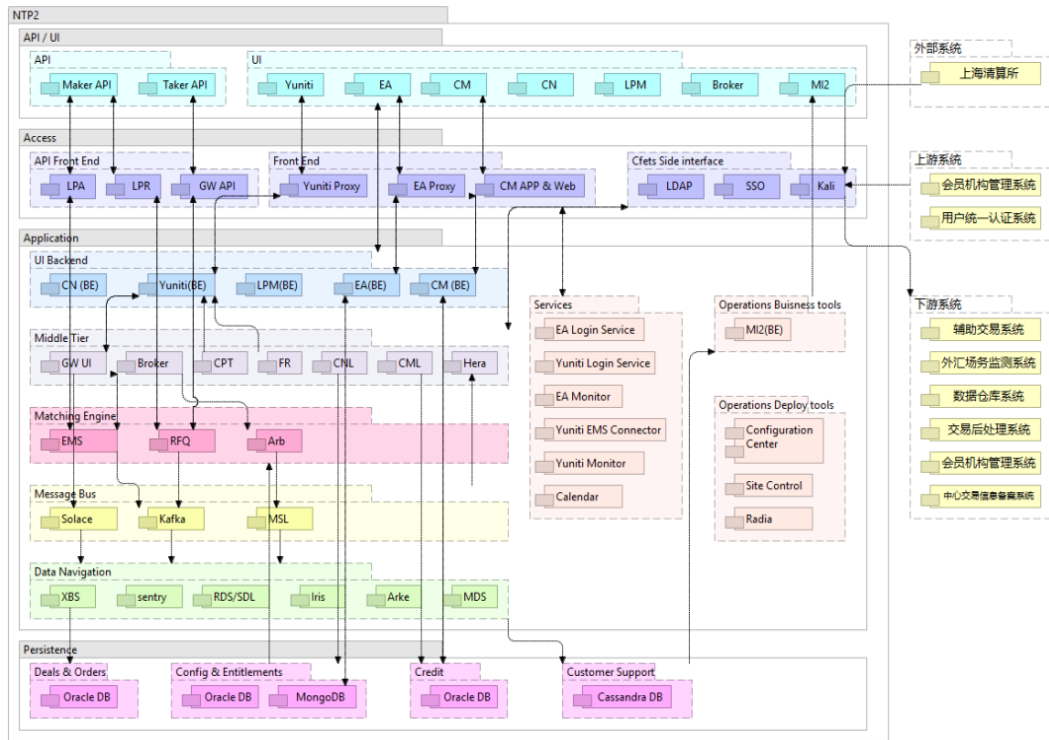 NTP2
API / UI
API
Maker API
Taker API
UI
Yuniti
EA
CM
CN
LPM
Broker
MI2
外部系统
上海清算所
Access
API Front End
LPA
LPR
GW API
Front End
Yuniti Proxy
EA Proxy
CM APP & Web
Cfets Side interface
LDAP
SSO
Kali
上游系统
会员机构管理系统
用户统一认证系统
Application
UI Backend
CN (BE)
Yuniti(BE)
LPM(BE)
EA(BE)
CM (BE)
Middle Tier
GW UI
Broker
CPT
FR
CNL
CML
Hera
Matching Engine
EMS
RFQ
Arb
Message Bus
Solace
Kafka
MSL
Data Navigation
XBS
sentry
RDS/SDL
Iris
Arke
MDS
Services
EA Login Service
Yuniti Login Service
EA Monitor
Yuniti EMS Connector
Yuniti Monitor
Calendar
Operations Buisness tools
MI2(BE)
Operations Deploy tools
Configuration
Center
Site Control
Radia
下游系统
辅助交易系统
外汇场务监测系统
数据仓库系统
交易后处理系统
会员机构管理系统
中心交易信息备案系统
Persistence
Deals & Orders
Oracle DB
Config & Entitlements
Oracle DB
MongoDB
Credit
Oracle DB
Customer Support
Cassandra DB